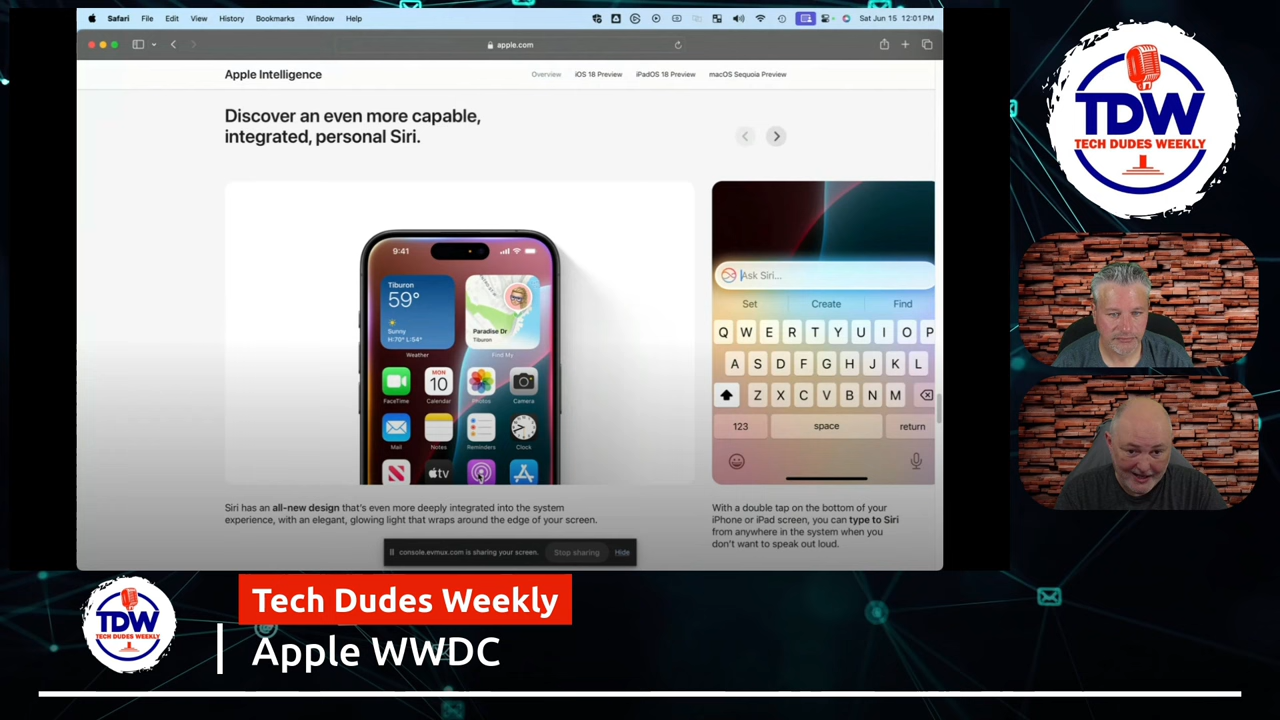 Safari File Edit View History Bookmarks Window Help
Sat Jun 15 12:01 PM
apple.com
Apple Intelligence
Overview iOS 18 Preview iPadOS 18 Preview macOS Sequoia Preview
Discover an even more capable,
integrated, personal Siri.
9:41
Tiburon
59°
Sunny
H:70° L:54°
Weather
Paradise Dr
Tiburon
Find My
MON
10
FaceTime Calendar Photos Camera
Mail Notes Reminders Clock
tv
Ask Siri...
Set Create Find
Q W E R T Y U I O P
A S D F G H J K L
Z X C V B N M
123 space return
Siri has an all-new design that's even more deeply integrated into the system
experience, with an elegant, glowing light that wraps around the edge of your screen.
With a double tap on the bottom of your
iPhone or iPad screen, you can type to Siri
from anywhere in the system when you
don't want to speak out loud.
console.evmux.com is sharing your screen. Stop sharing Hide
TDW
TECH DUDES WEEKLY
TDW
TECH DUDES WEEKLY
Tech Dudes Weekly
Apple WWDC